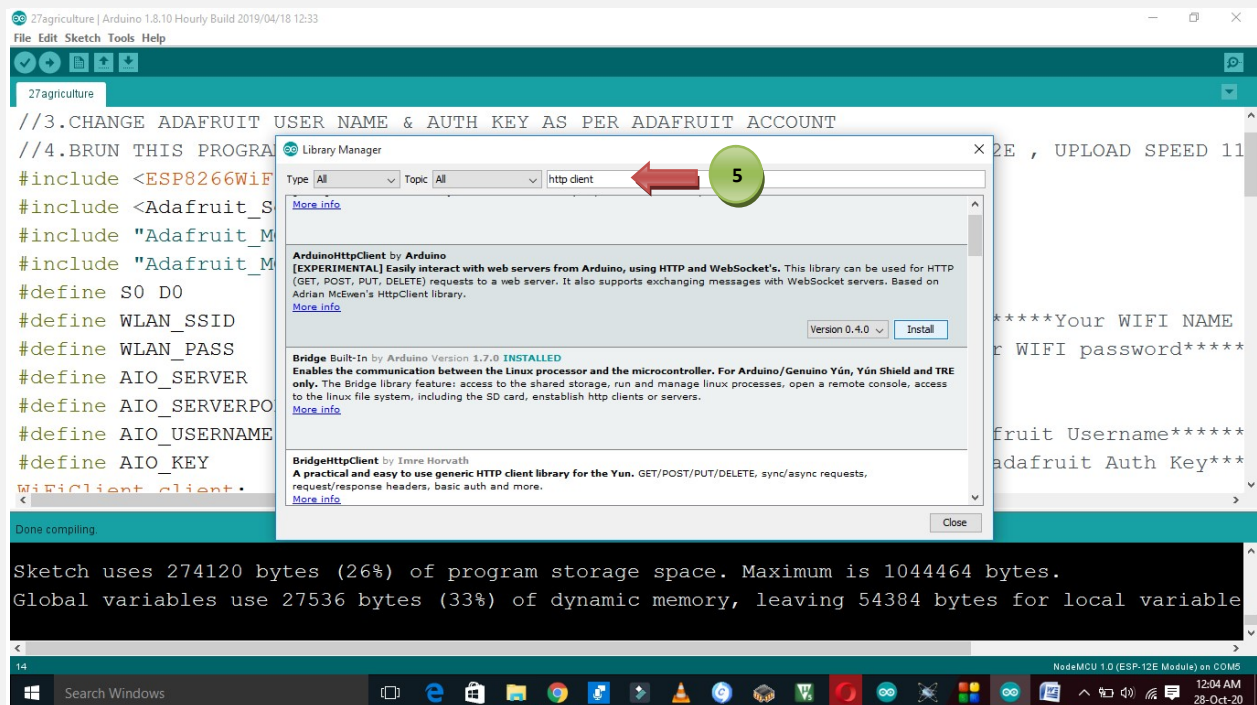 27agriculture | Arduino 1.8.10 Hourly Build 2019/04/18 12:33
File Edit Sketch Tools Help
27agriculture
//3.CHANGE ADAFRUIT USER NAME & AUTH KEY AS PER ADAFRUIT ACCOUNT
//4.BRUN THIS PROGRA
2E , UPLOAD SPEED 11
#include <ESP8266WiF
#include <Adafruit_S
#include "Adafruit_M
#include "Adafruit_M
#define S0 D0
#define WLAN_SSID
*****Your WIFI NAME
#define WLAN_PASS
r WIFI password*****
#define AIO_SERVER
#define AIO_SERVERPO
#define AIO_USERNAME
fruit Username******
#define AIO_KEY
adafruit Auth Key***
WiFiClient client;
Library Manager
Type All Topic All http client
5
More info
ArduinoHttpClient by Arduino
[EXPERIMENTAL] Easily interact with web servers from Arduino, using HTTP and WebSocket's. This library can be used for HTTP
(GET, POST, PUT, DELETE) requests to a web server. It also supports exchanging messages with WebSocket servers. Based on
Adrian McEwen's HttpClient library.
More info
Version 0.4.0 Install
Bridge Built-In by Arduino Version 1.7.0 INSTALLED
Enables the communication between the Linux processor and the microcontroller. For Arduino/Genuino Yún, Yún Shield and TRE
only. The Bridge library feature: access to the shared storage, run and manage linux processes, open a remote console, access
to the linux file system, including the SD card, enstablish http clients or servers.
More info
BridgeHttpClient by Imre Horvath
A practical and easy to use generic HTTP client library for the Yun. GET/POST/PUT/DELETE, sync/async requests,
request/response headers, basic auth and more.
More info
Close
Done compiling.
Sketch uses 274120 bytes (26%) of program storage space. Maximum is 1044464 bytes.
Global variables use 27536 bytes (33%) of dynamic memory, leaving 54384 bytes for local variable
14
NodeMCU 1.0 (ESP-12E Module) on COM5
Search Windows
12:04 AM
28-Oct-20